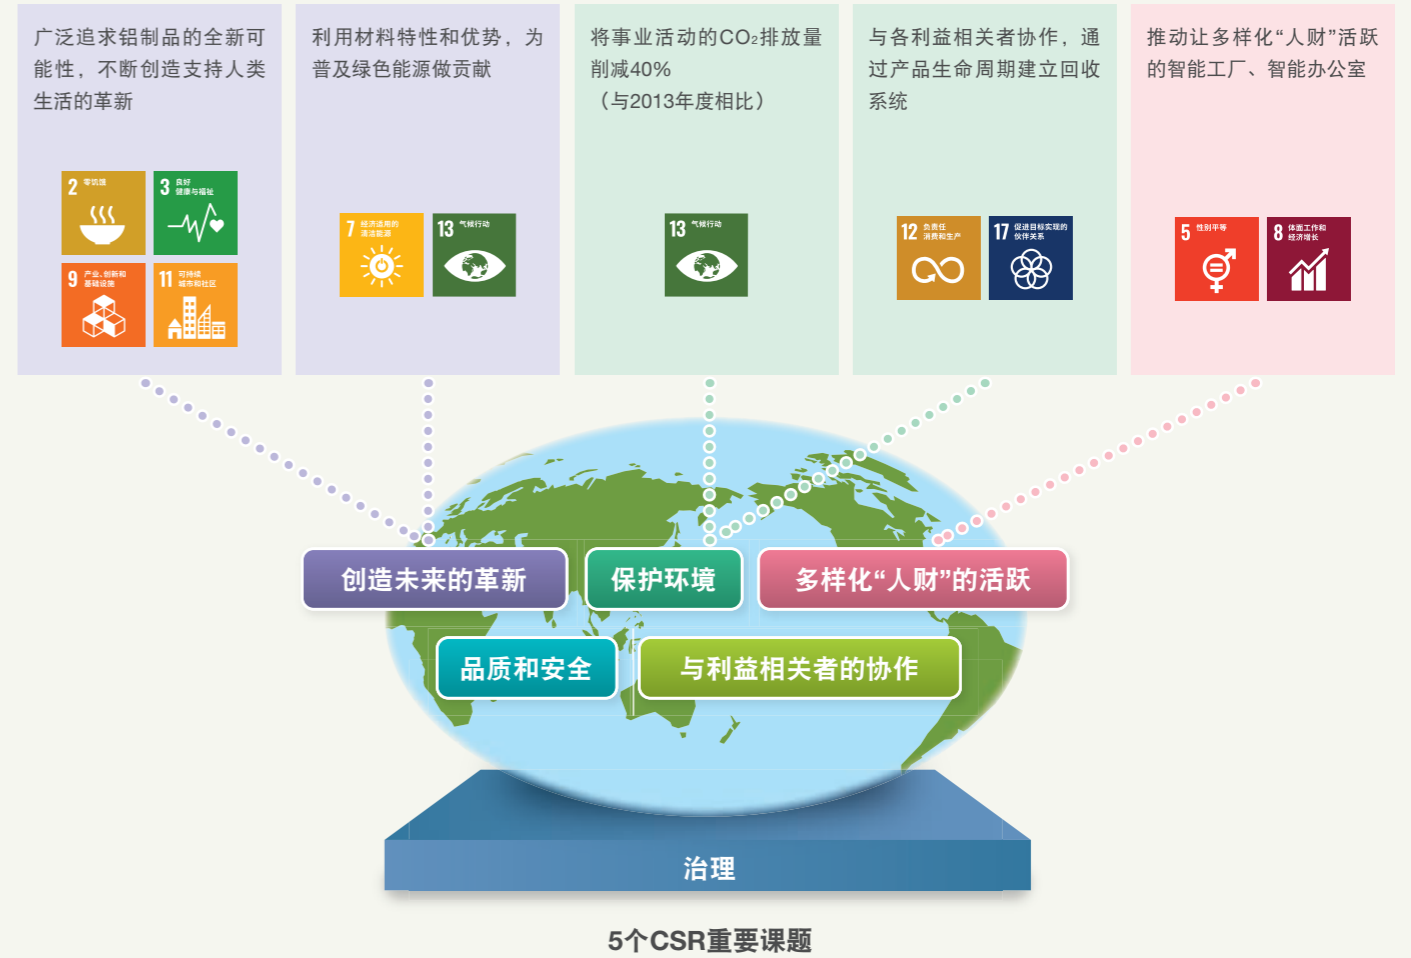 广泛追求铝制品的全新可
能性，不断创造支持人类
生活的革新
2 零饥饿
3 良好
健康与福祉
9 产业、创新和
基础设施
11 可持续
城市和社区
利用材料特性和优势，为
普及绿色能源做贡献
7 经济适用的
清洁能源
13 气候行动
将事业活动的CO₂排放量
削减40%
（与2013年度相比）
13 气候行动
与各利益相关者协作，通
过产品生命周期建立回收
系统
12 负责任
消费和生产
17 促进目标实现的
伙伴关系
推动让多样化“人财”活跃
的智能工厂、智能办公室
5 性别平等
8 体面工作和
经济增长
创造未来的革新
保护环境
多样化“人财”的活跃
品质和安全
与利益相关者的协作
治理
5个CSR重要课题